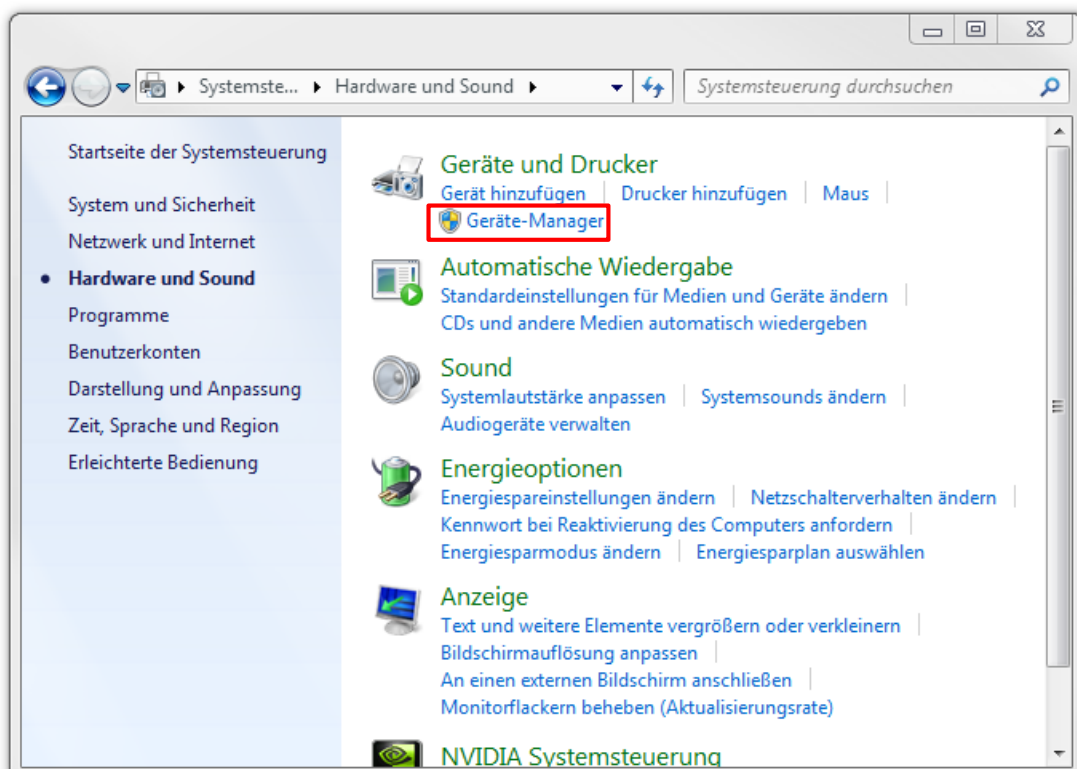 Systemste... Hardware und Sound Systemsteuerung durchsuchen
Startseite der Systemsteuerung
System und Sicherheit
Netzwerk und Internet
Hardware und Sound
Programme
Benutzerkonten
Darstellung und Anpassung
Zeit, Sprache und Region
Erleichterte Bedienung
Geräte und Drucker
Gerät hinzufügen Drucker hinzufügen Maus
Geräte-Manager
Automatische Wiedergabe
Standardeinstellungen für Medien und Geräte ändern
CDs und andere Medien automatisch wiedergeben
Sound
Systemlautstärke anpassen Systemsounds ändern
Audiogeräte verwalten
Energieoptionen
Energiespareinstellungen ändern Netzschalterverhalten ändern
Kennwort bei Reaktivierung des Computers anfordern
Energiesparmodus ändern Energiesparplan auswählen
Anzeige
Text und weitere Elemente vergrößern oder verkleinern
Bildschirmauflösung anpassen
An einen externen Bildschirm anschließen
Monitorflackern beheben (Aktualisierungsrate)
NVIDIA Systemsteuerung